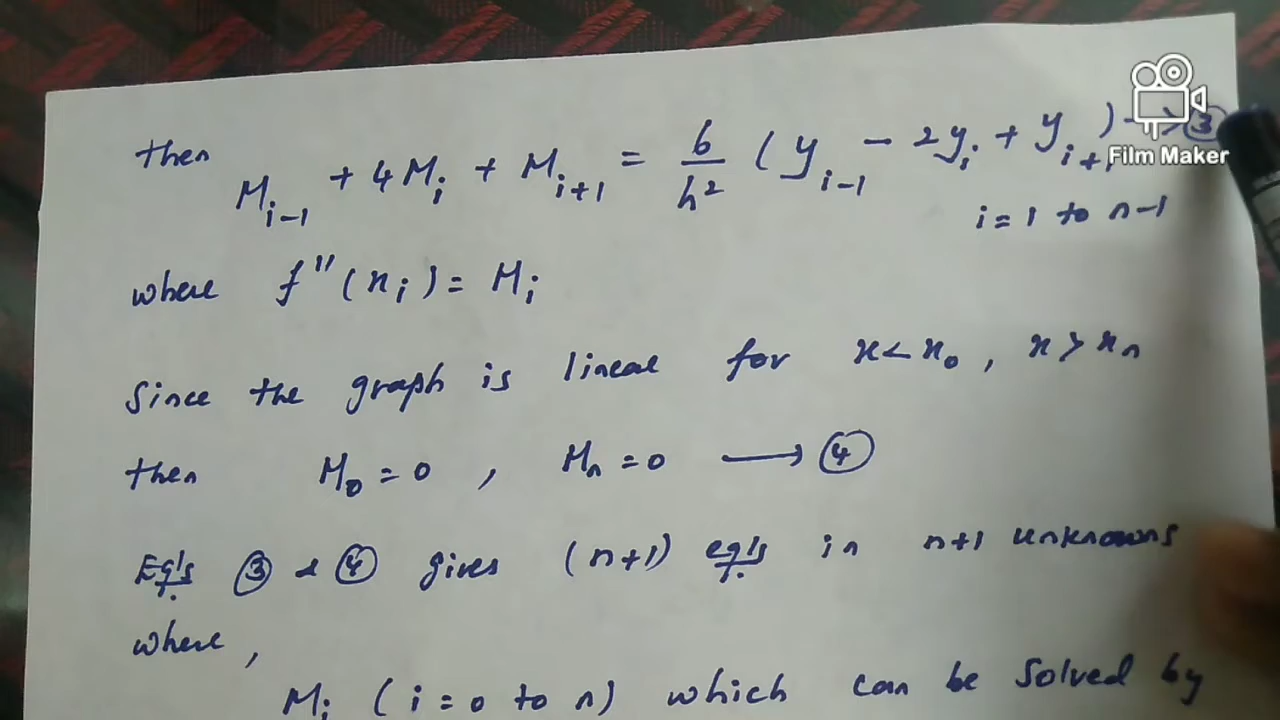 then M_{i-1} + 4M_i + M_{i+1} = 6/h² (y_{i-1} - 2y_i + y_{i+1}) → ③
Film Maker
i = 1 to n-1
where f''(x_i) = M_i
Since the graph is linear for x < x_0 , x > x_n
then M_0 = 0 , M_n = 0 → ④
Eq's ③ & ④ gives (n+1) eq's in n+1 unknowns
where ,
M_i ( i = 0 to n) which can be solved by